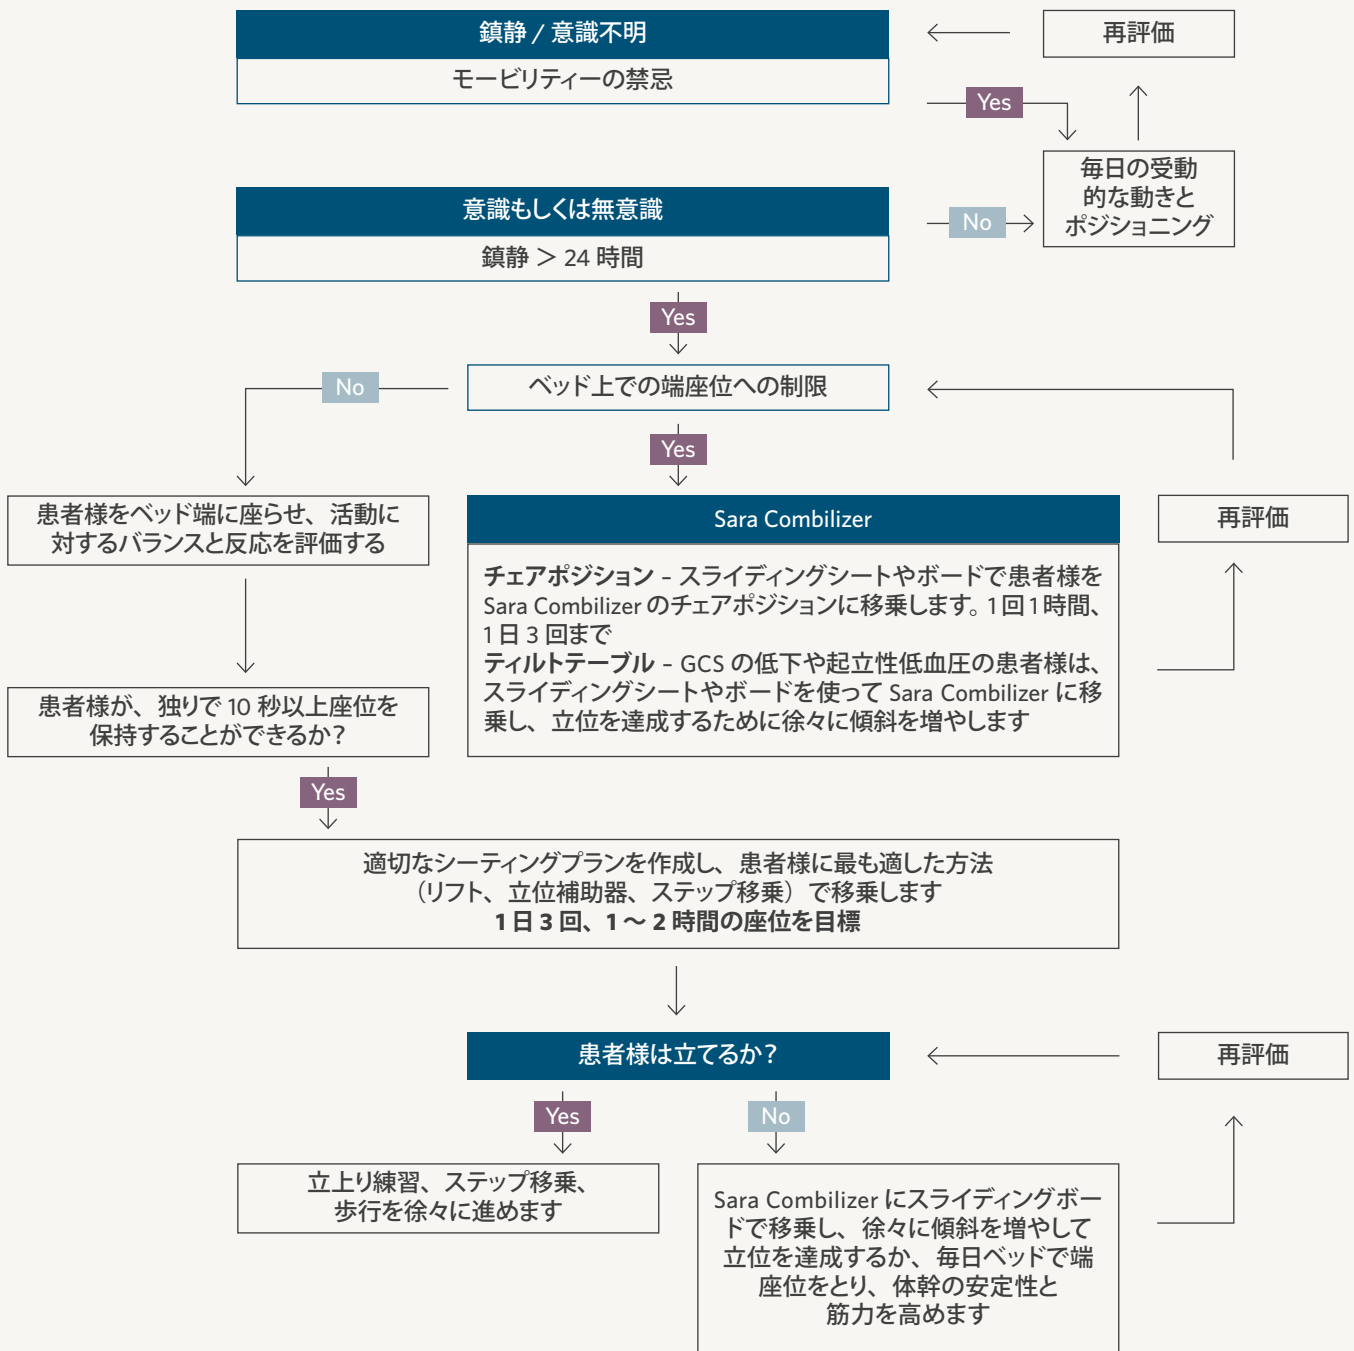 鎮静 / 意識不明
再評価
モービリティーの禁忌
Yes
毎日の受動
的な動きと
ポジショニング
意識もしくは無意識
No
鎮静 ＞ 24 時間
Yes
ベッド上での端座位への制限
No
Yes
患者様をベッド端に座らせ、活動に
対するバランスと反応を評価する
Sara Combilizer
再評価
チェアポジション – スライディングシートやボードで患者様を
Sara Combilizer のチェアポジションに移乗します。1 回 1 時間、
1 日 3 回まで
ティルトテーブル – GCS の低下や起立性低血圧の患者様は、
スライディングシートやボードを使って Sara Combilizer に移
乗し、立位を達成するために徐々に傾斜を増やします
患者様が、独りで 10 秒以上座位を
保持することができるか？
Yes
適切なシーティングプランを作成し、患者様に最も適した方法
（リフト、立位補助器、ステップ移乗）で移乗します
1 日 3 回、1 〜 2 時間の座位を目標
患者様は立てるか？
再評価
Yes
No
立上り練習、ステップ移乗、
歩行を徐々に進めます
Sara Combilizer にスライディングボー
ドで移乗し、徐々に傾斜を増やして
立位を達成するか、毎日ベッドで端
座位をとり、体幹の安定性と
筋力を高めます